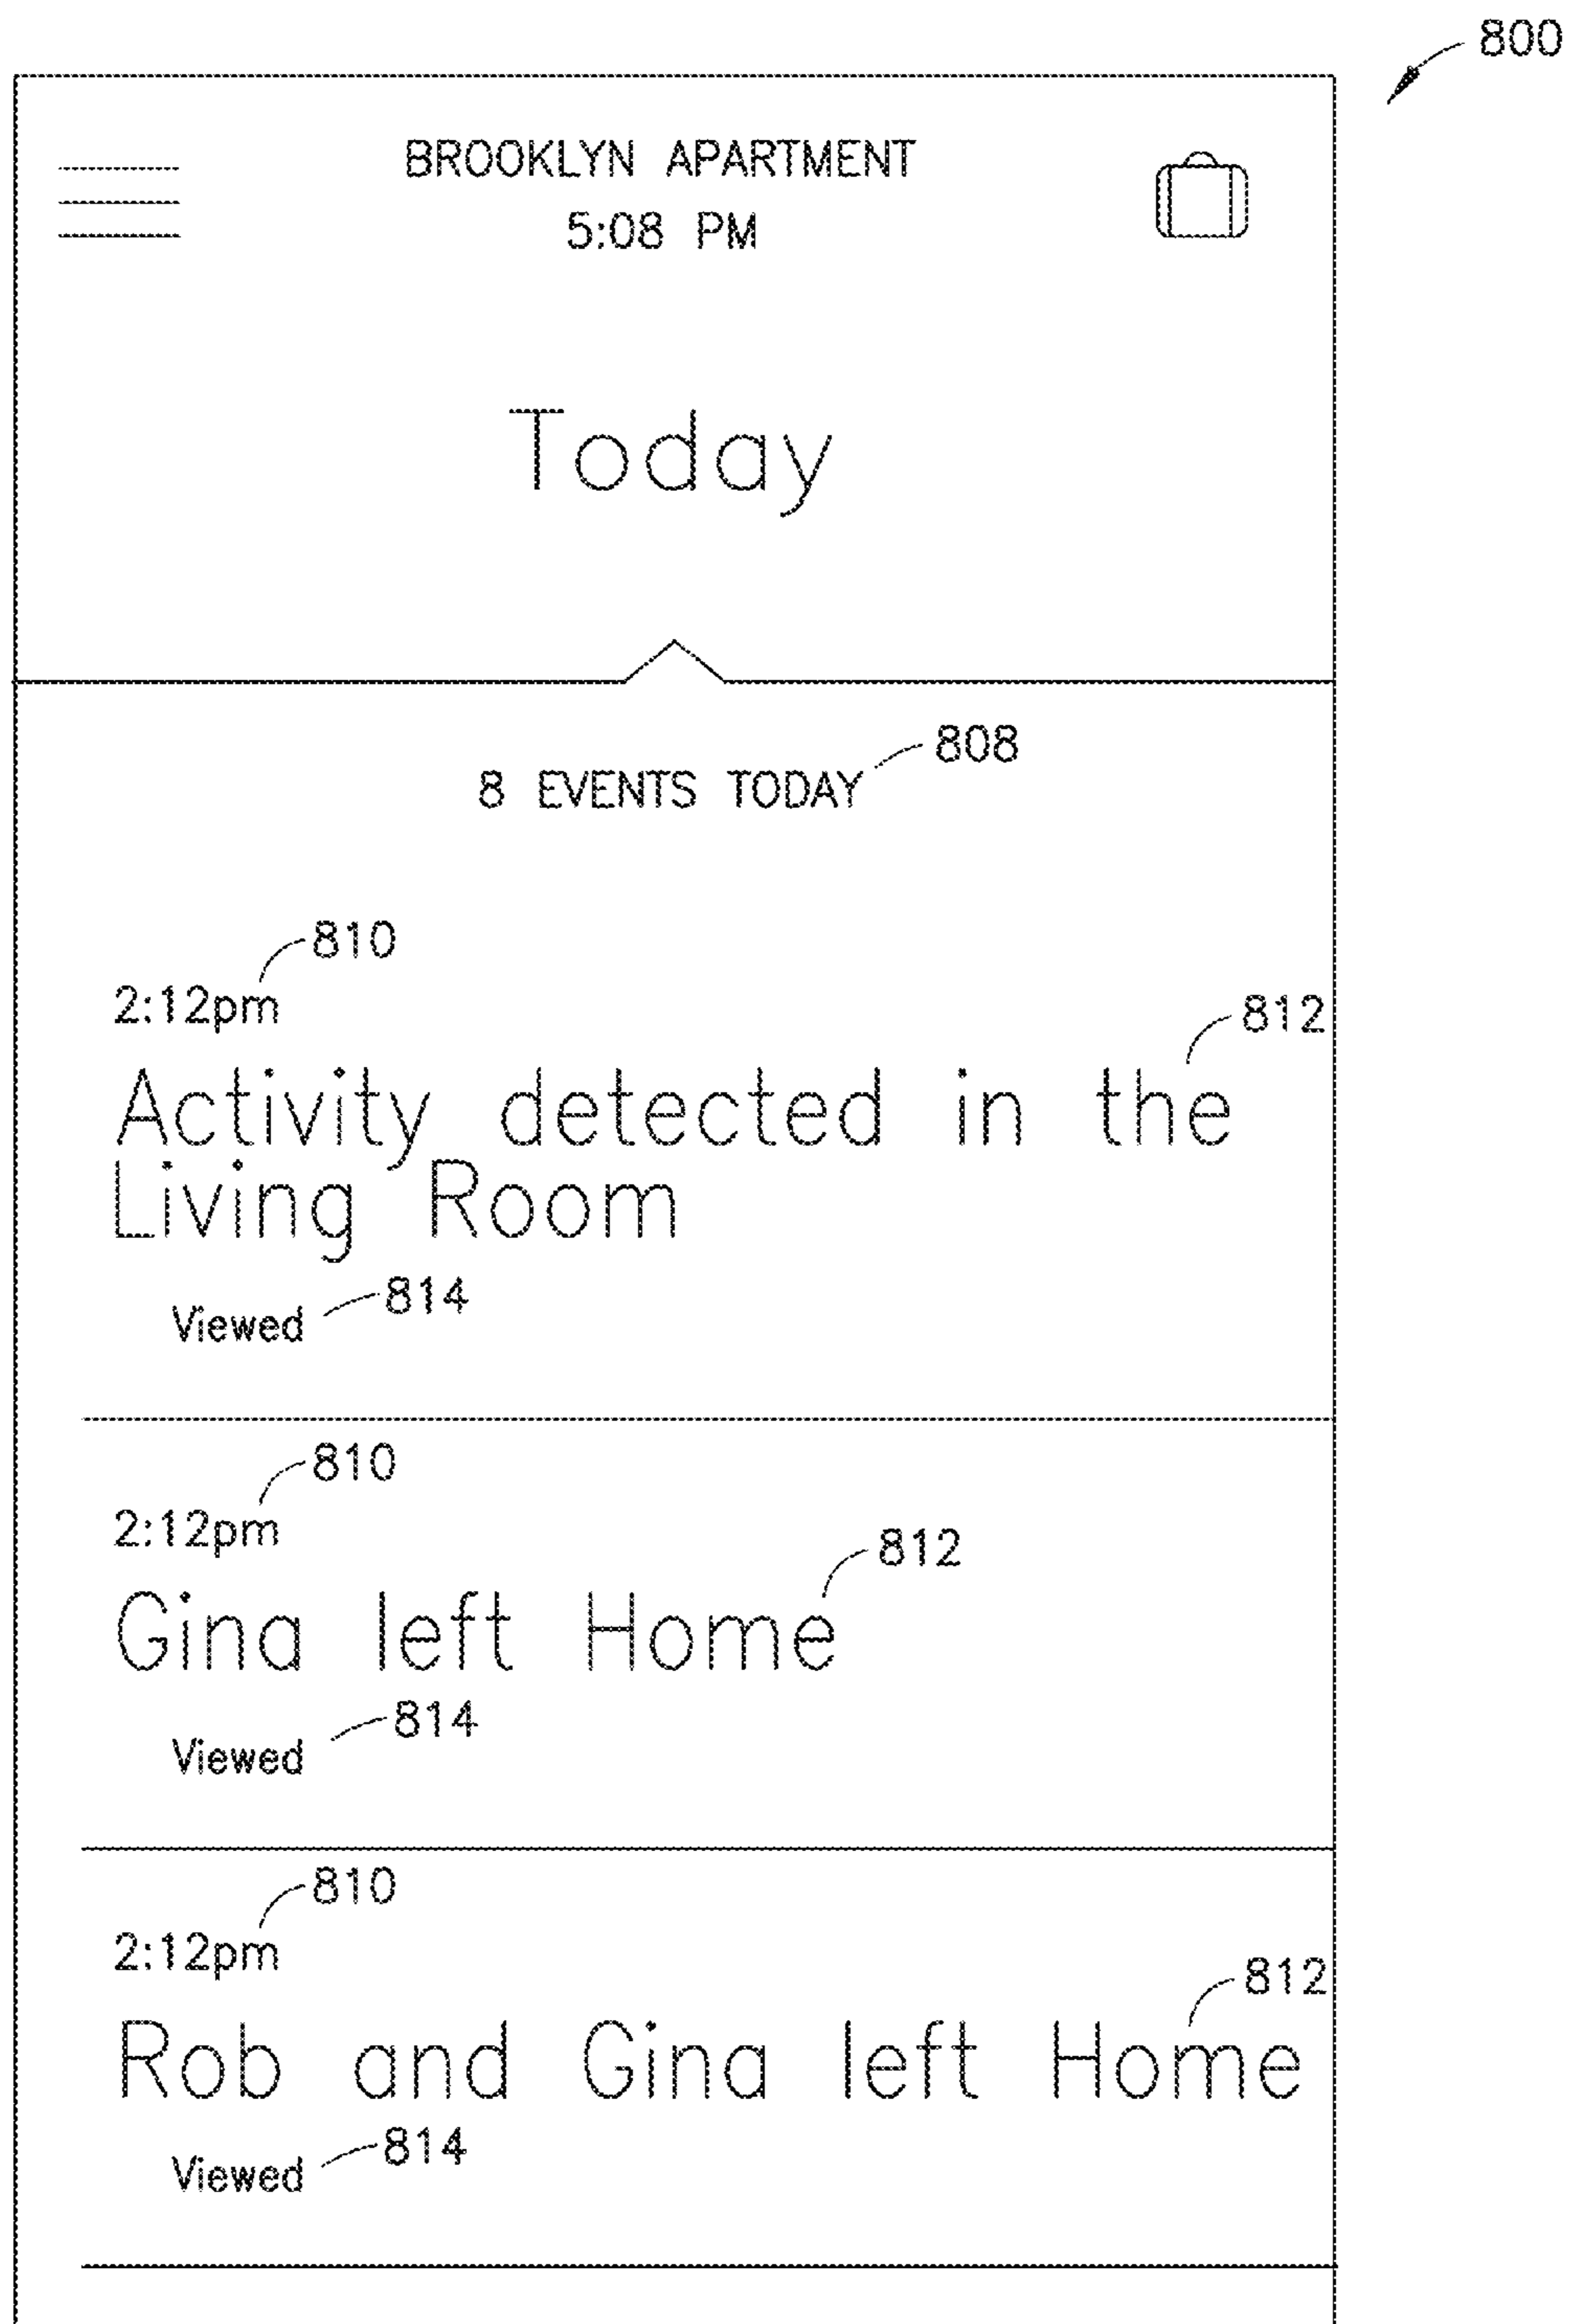 800
BROOKLYN APARTMENT
5:08 PM
Today
808
8 EVENTS TODAY
810
2:12pm
812
Activity detected in the
Living Room
814
Viewed
810
2:12pm
812
Gina left Home
814
Viewed
810
2:12pm
812
Rob and Gina left Home
814
Viewed